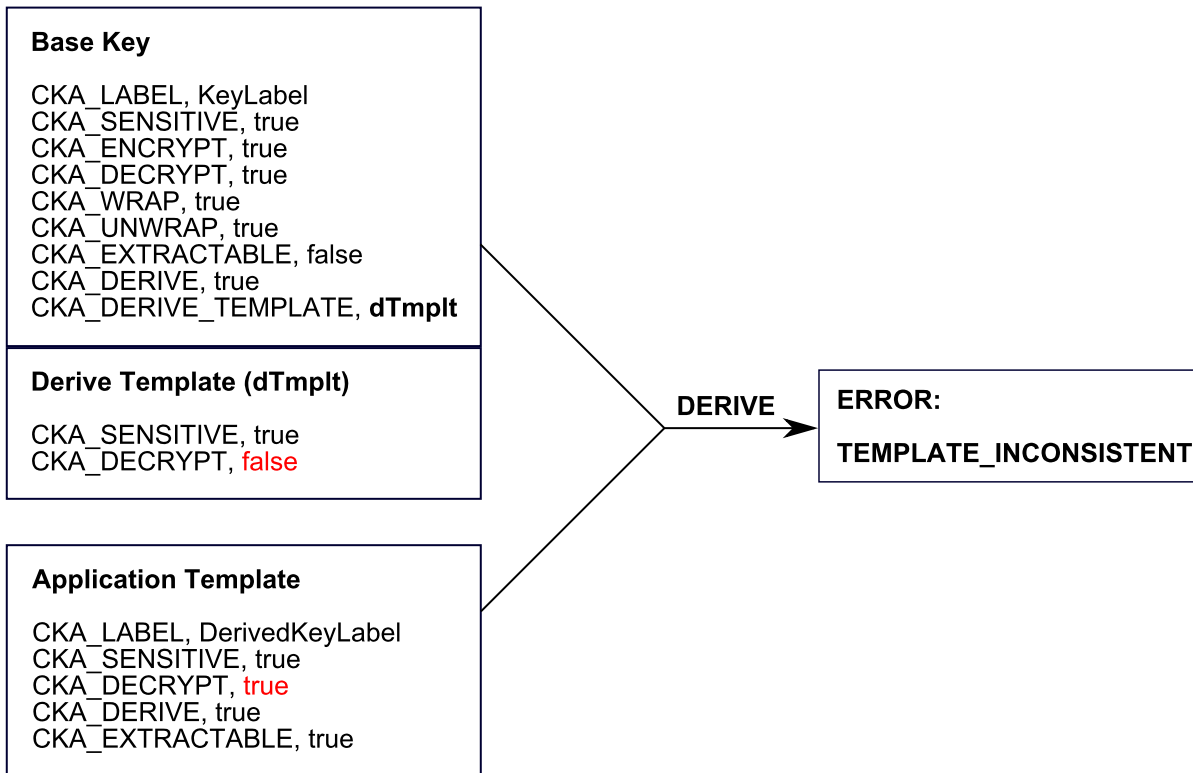 Base Key
CKA_LABEL, KeyLabel
CKA_SENSITIVE, true
CKA_ENCRYPT, true
CKA_DECRYPT, true
CKA_WRAP, true
CKA_UNWRAP, true
CKA_EXTRACTABLE, false
CKA_DERIVE, true
CKA_DERIVE_TEMPLATE, dTmplt
Derive Template (dTmplt)
CKA_SENSITIVE, true
CKA_DECRYPT, false
DERIVE
ERROR:
TEMPLATE_INCONSISTENT
Application Template
CKA_LABEL, DerivedKeyLabel
CKA_SENSITIVE, true
CKA_DECRYPT, true
CKA_DERIVE, true
CKA_EXTRACTABLE, true